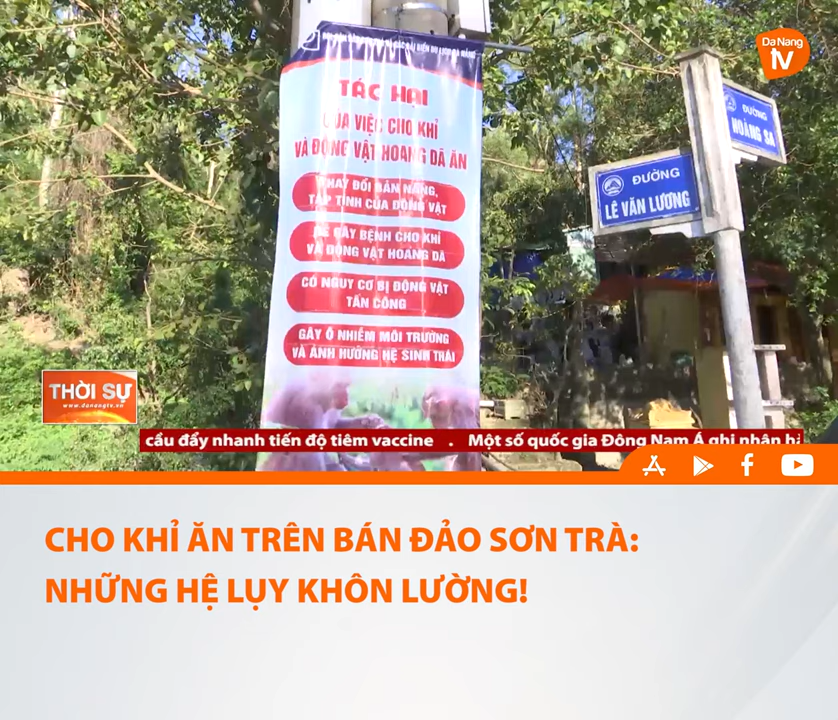 Da Nang
tv
TÁC HẠI
CỦA VIỆC CHO KHỈ
VÀ ĐỘNG VẬT HOANG DÃ ĂN
THAY ĐỔI BẢN NĂNG,
TẬP TÍNH CỦA ĐỘNG VẬT
DỄ GÂY BỆNH CHO KHỈ
VÀ ĐỘNG VẬT HOANG DÃ
CÓ NGUY CƠ BỊ ĐỘNG VẬT
TẤN CÔNG
GÂY Ô NHIỄM MÔI TRƯỜNG
VÀ ẢNH HƯỞNG HỆ SINH THÁI
ĐƯỜNG
HOÀNG SA
ĐƯỜNG
LÊ VĂN LƯƠNG
THỜI SỰ
www.danangtv.vn
cầu đẩy nhanh tiến độ tiêm vaccine . Một số quốc gia Đông Nam Á ghi nhận
CHO KHỈ ĂN TRÊN BÁN ĐẢO SƠN TRÀ:
NHỮNG HỆ LỤY KHÔN LƯỜNG!